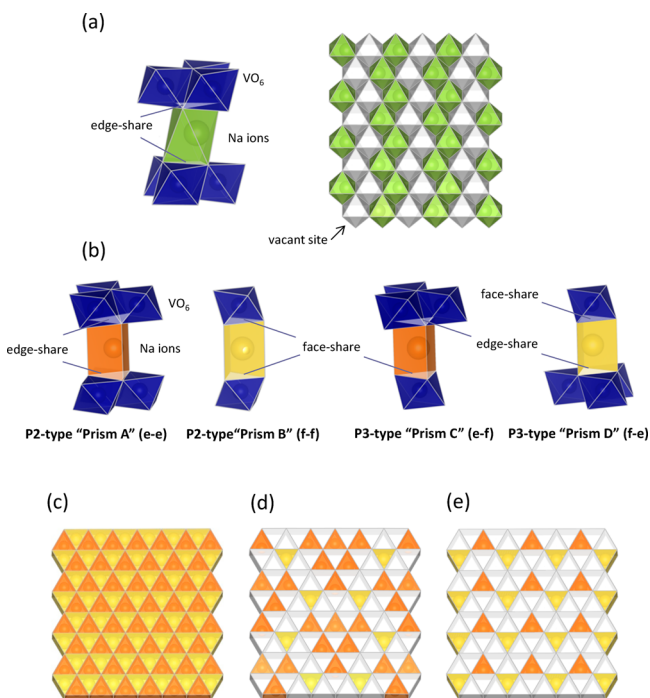 (a)
VO6
edge-share
Na ions
vacant site
(b)
VO6
edge-share
Na ions
face-share
face-share
edge-share
P2-type “Prism A” (e-e)
P2-type“Prism B” (f-f)
P3-type “Prism C” (e-f)
P3-type “Prism D” (f-e)
(c)
(d)
(e)